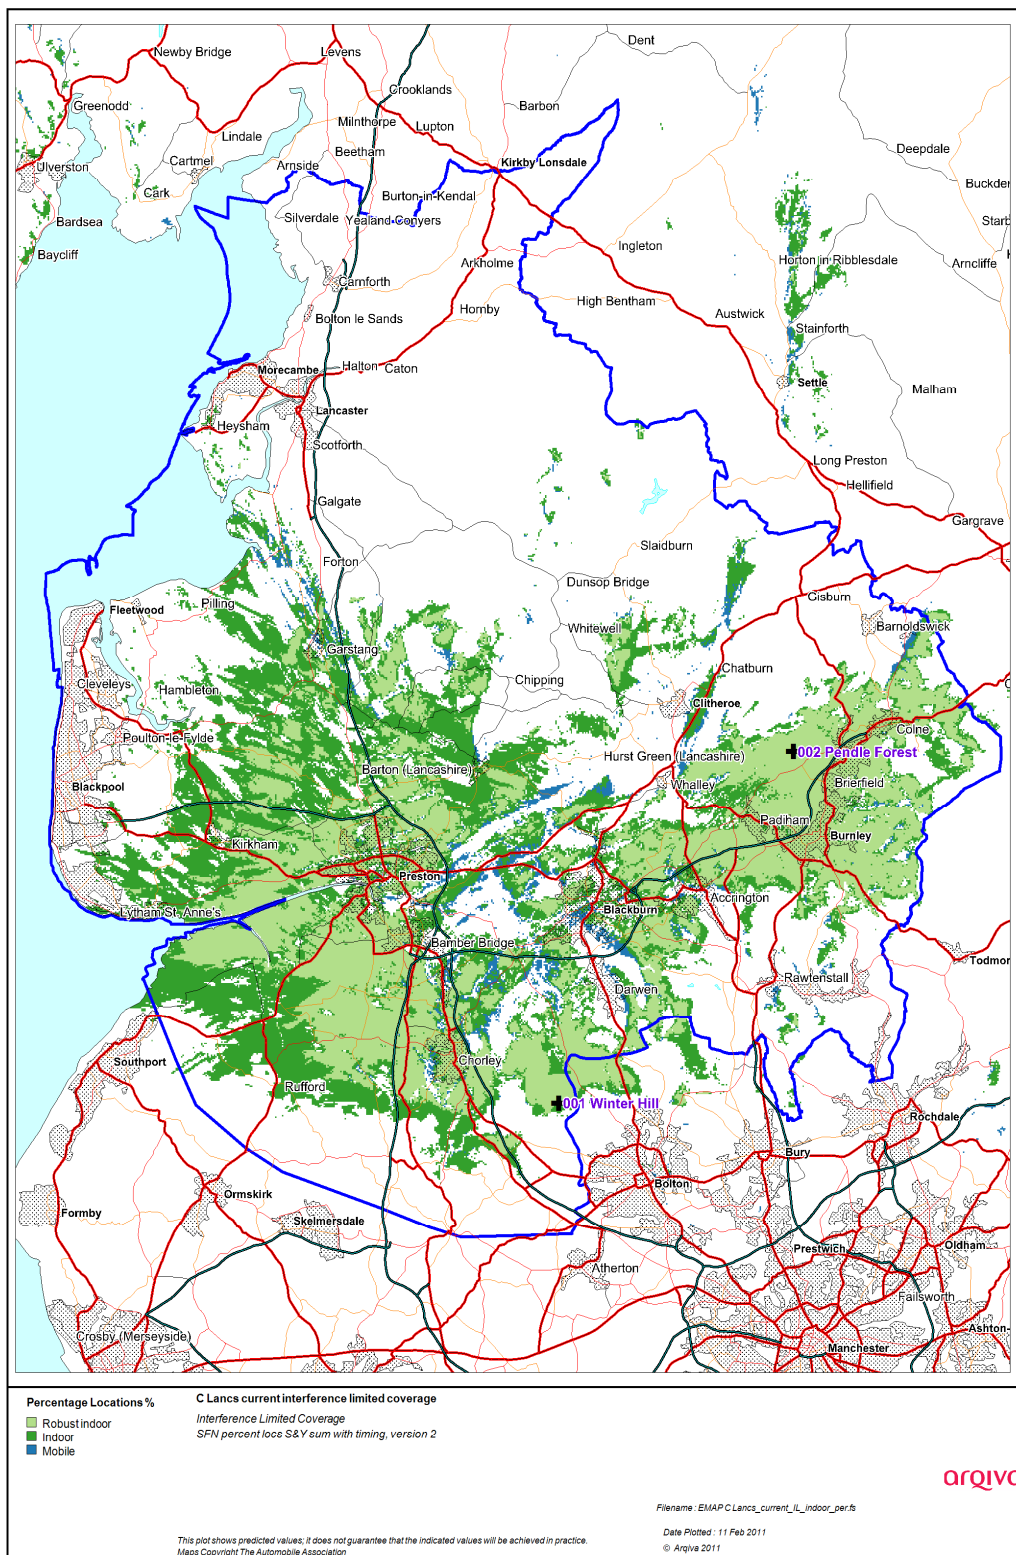 Dent
Newby Bridge
Levens
Crooklands
Greenodd
Barbon
Milnthorpe
Lupton
Lindale
Beetham
Deepdale
Cartmel
Arnside
Kirkby Lonsdale
Ulverston
Buckder
Cark
Burton-in-Kendal
Bardsea
Silverdale
Yealand Conyers
Starb
Baycliff
Ingleton
Arkholme
Horton in Ribblesdale
Arncliffe
Carnforth
High Bentham
Hornby
Austwick
Bolton le Sands
Stainforth
Morecambe
Halton
Caton
Settle
Malham
Lancaster
Heysham
Scotforth
Long Preston
Hellifield
Galgate
Gargrave
Slaidburn
Forton
Dunsop Bridge
Gisburn
Pilling
Fleetwood
Whitewell
Barnoldswick
Garstang
Chatburn
Cleveleys
Hambleton
Chipping
Clitheroe
Colne
Poulton-le-Fylde
002 Pendle Forest
Hurst Green (Lancashire)
Barton (Lancashire)
Blackpool
Whalley
Brierfield
Padiham
Burnley
Kirkham
Preston
Accrington
Blackburn
Lytham St. Anne's
Bamber Bridge
Todmor
Rawtenstall
Darwen
Southport
Chorley
Rufford
001 Winter Hill
Rochdale
Bury
Ormskirk
Bolton
Formby
Skelmersdale
Prestwich
Oldham
Atherton
Failsworth
Crosby (Merseyside)
Ashton-
Manchester
Percentage Locations %
Robust indoor
Indoor
Mobile
C Lancs current interference limited coverage
Interference Limited Coverage
SFN percent locs S&Y sum with timing, version 2
arqiva
Filename : EMAP C Lancs_current_IL_indoor_per.fs
Date Plotted : 11 Feb 2011
© Arqiva 2011
This plot shows predicted values; it does not guarantee that the indicated values will be achieved in practice.
Maps Copyright The Automobile Association